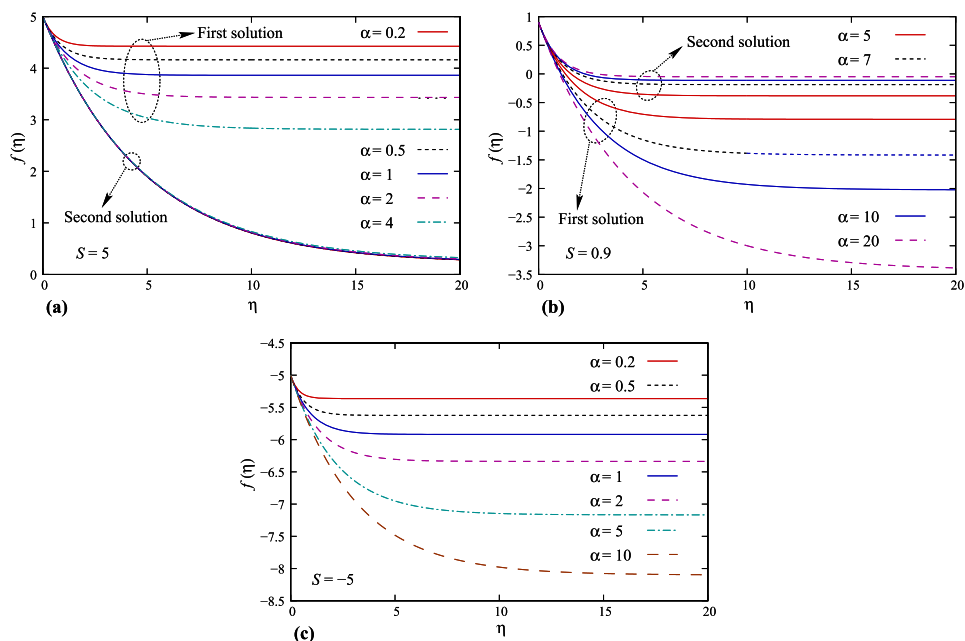 5
4
3
2
1
0
0
5
10
15
20
f (η)
η
First solution
Second solution
α = 0.2
α = 0.5
α = 1
α = 2
α = 4
S = 5
(a)
1
0.5
0
−0.5
−1
−1.5
−2
−2.5
−3
−3.5
0
5
10
15
20
f (η)
η
Second solution
First solution
α = 5
α = 7
α = 10
α = 20
S = 0.9
(b)
−4.5
−5
−5.5
−6
−6.5
−7
−7.5
−8
−8.5
0
5
10
15
20
f (η)
η
α = 0.2
α = 0.5
α = 1
α = 2
α = 5
α = 10
S = −5
(c)